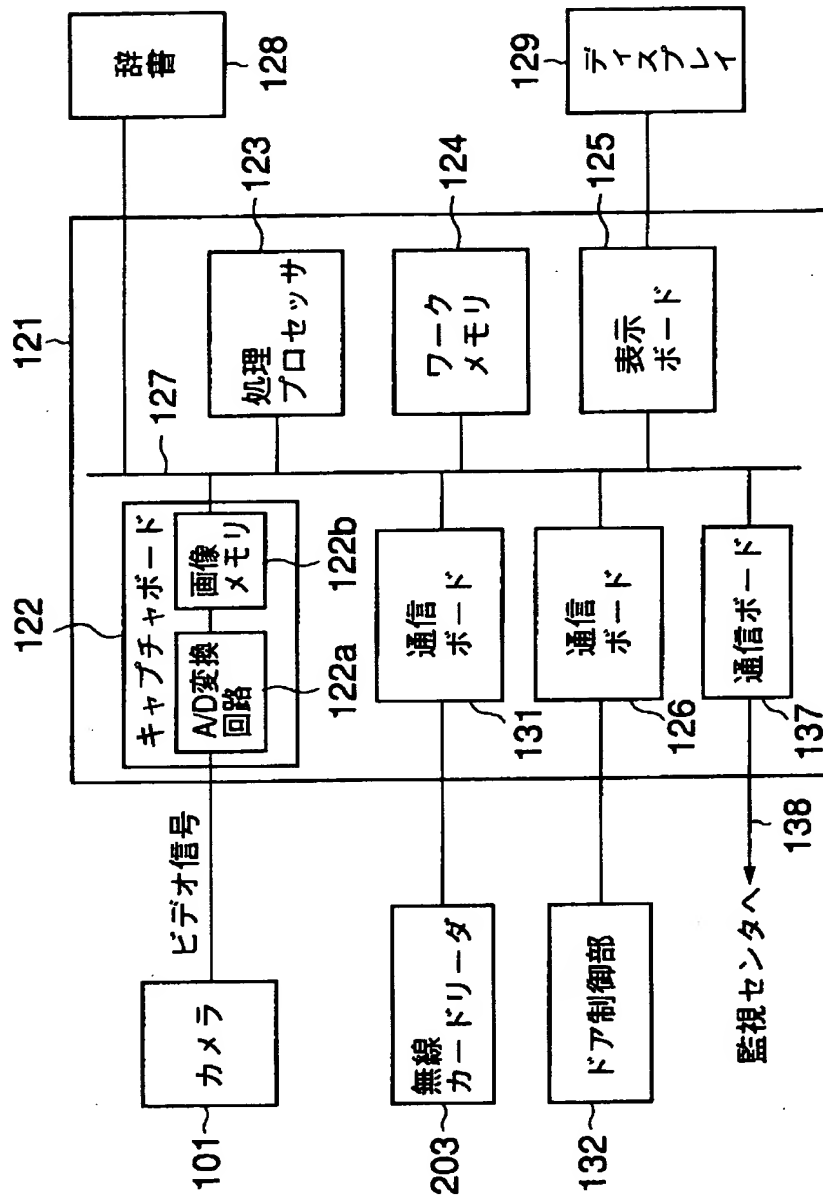 122
121
キャプチャボード
127
辞書
128
ビデオ信号
101
カメラ
A/D変換
回路
画像
メモリ
122a
122b
処理
プロセッサ
123
無線
カードリーダ
203
通信
ボード
131
ワーク
メモリ
124
ドア制御部
132
通信
ボード
126
表示
ボード
125
ディスプレイ
129
監視センタへ
138
通信ボード
137